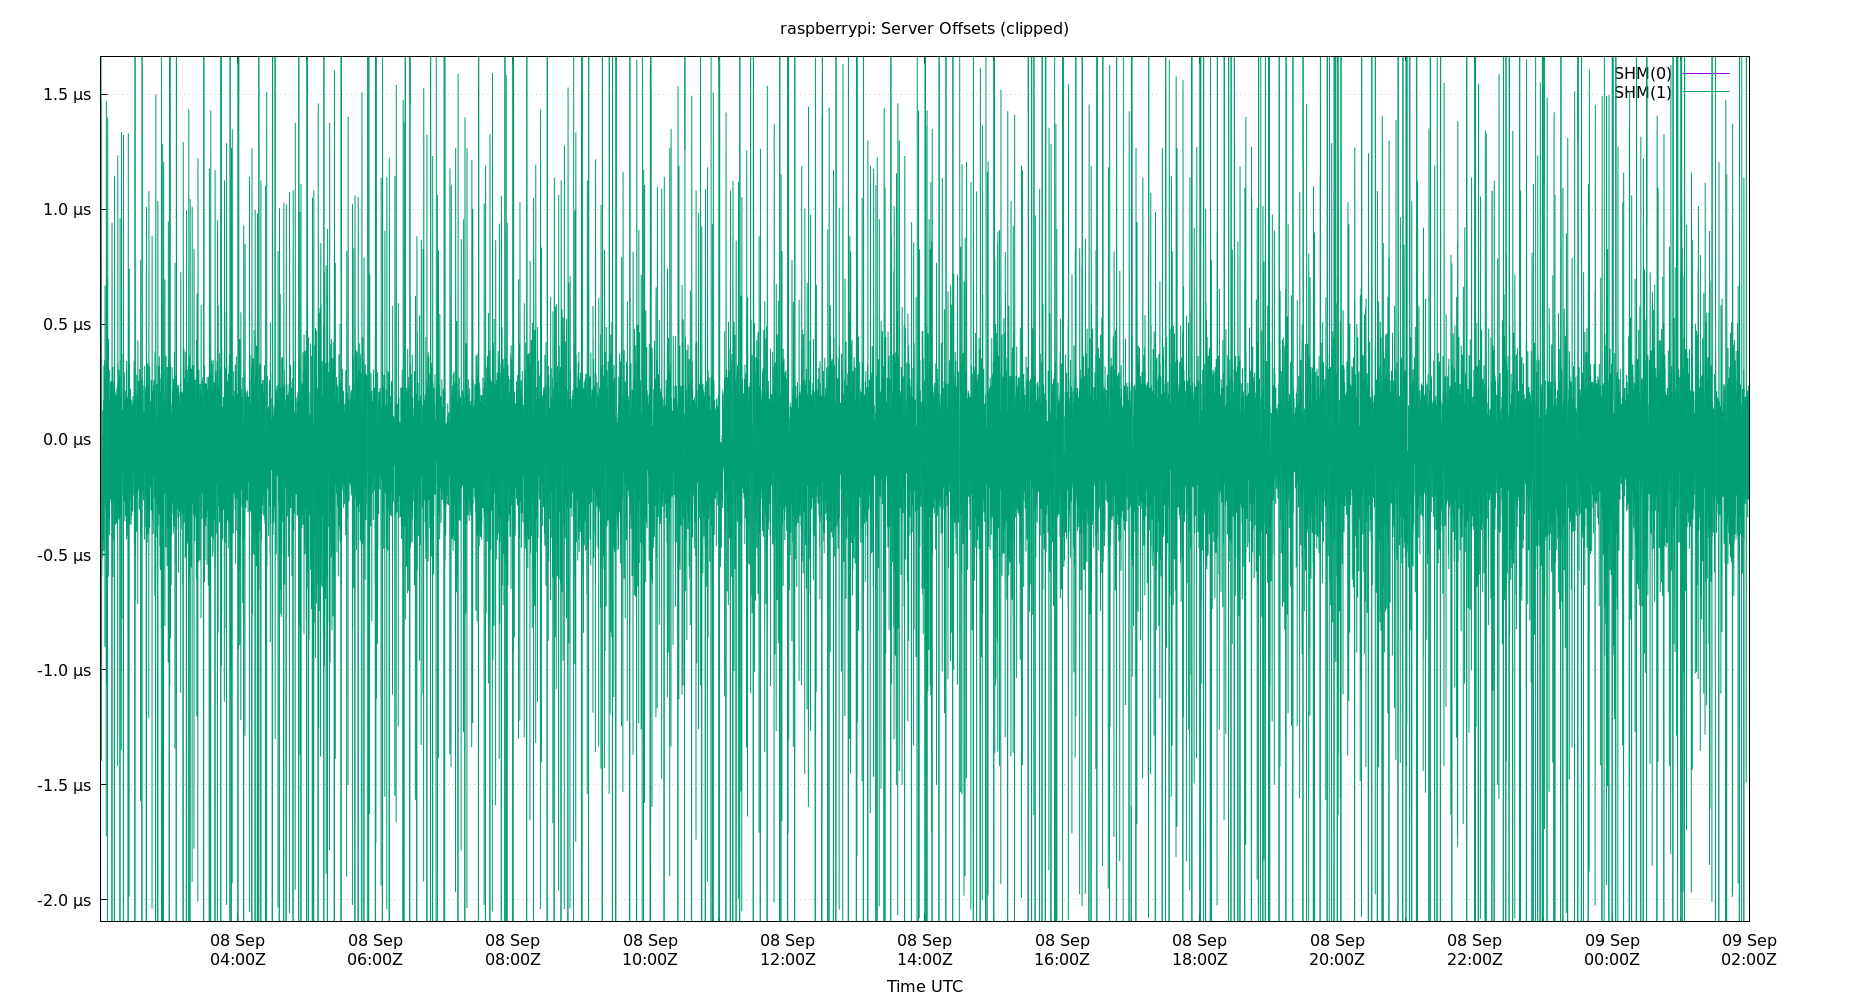 raspberrypi: Server Offsets (clipped)
SHM(0)
SHM(1)
1.5 µs
1.0 µs
0.5 µs
0.0 µs
-0.5 µs
-1.0 µs
-1.5 µs
-2.0 µs
08 Sep 08 Sep 08 Sep 08 Sep 08 Sep 08 Sep 08 Sep 08 Sep 08 Sep 08 Sep 09 Sep 09 Sep
04:00Z 06:00Z 08:00Z 10:00Z 12:00Z 14:00Z 16:00Z 18:00Z 20:00Z 22:00Z 00:00Z 02:00Z
Time UTC